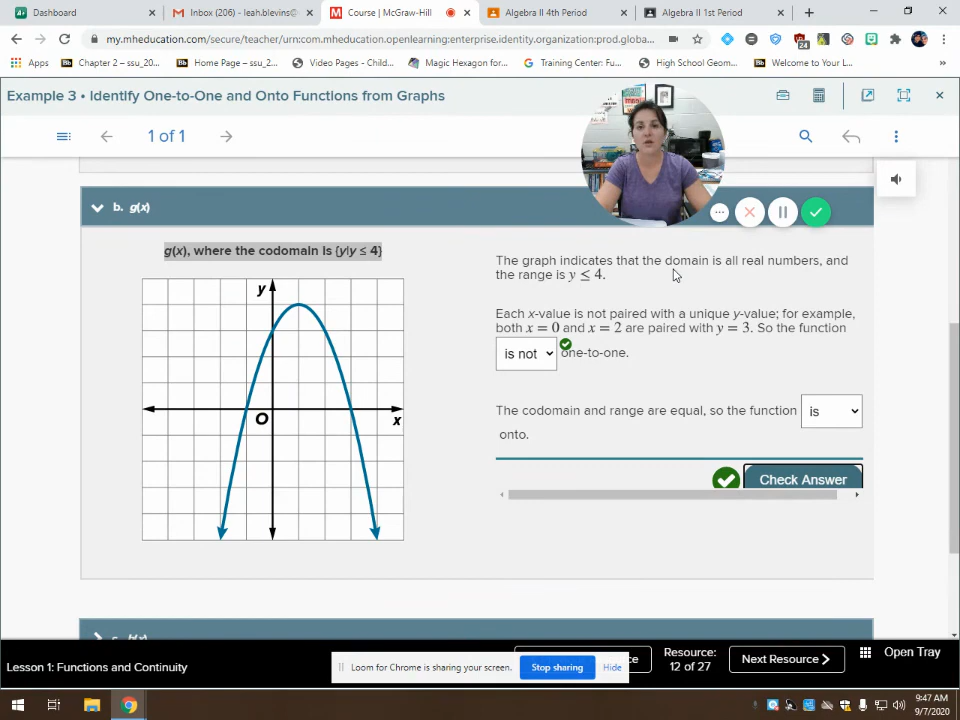 Dashboard
Inbox (206) - leah.blevins@
Course | McGraw-Hill
Algebra II 4th Period
Algebra II 1st Period
my.mheducation.com/secure/teacher/urn:com.mheducation.openlearning:enterprise.identity.organization:prod.globa...
24
Apps
Chapter 2 – ssu_20...
Home Page – ssu_2...
Video Pages - Child...
Magic Hexagon for...
Training Center: Fu...
High School Geom...
Welcome to Your L...
Example 3 • Identify One-to-One and Onto Functions from Graphs
1 of 1
b. g(x)
g(x), where the codomain is {y|y ≤ 4}
y
O
x
The graph indicates that the domain is all real numbers, and
the range is y ≤ 4.
Each x-value is not paired with a unique y-value; for example,
both x = 0 and x = 2 are paired with y = 3. So the function
is not one-to-one.
The codomain and range are equal, so the function is
onto.
Check Answer
c. h(x)
Lesson 1: Functions and Continuity
Loom for Chrome is sharing your screen.
Stop sharing
Hide
Resource:
12 of 27
Next Resource
Open Tray
9:47 AM
9/7/2020